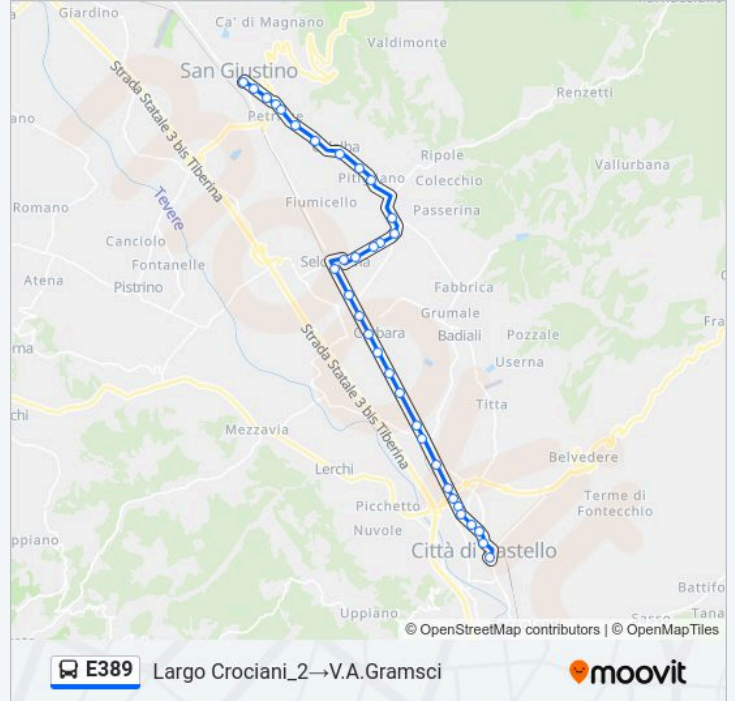 Giardino
Ca' di Magnano
Valdimonte
San Giustino
Renzetti
Strada Statale 3 bis Tiberina
Ripole
Vallurbana
Colecchio
Fiumicello
Romano
Tevere
Passerina
Canciolo
Fontanelle
Atena
Pistrino
Fabbrica
Grumale
Badiali
Pozzale
Userna
Strada Statale 3 bis Tiberina
Titta
Mezzavia
Belvedere
Lerchi
Terme di
Fontecchio
Picchetto
Nuvole
Città di Castello
Uppiano
© OpenStreetMap contributors | © OpenMapTiles
E389 Largo Crociani_2→V.A.Gramsci
moovit